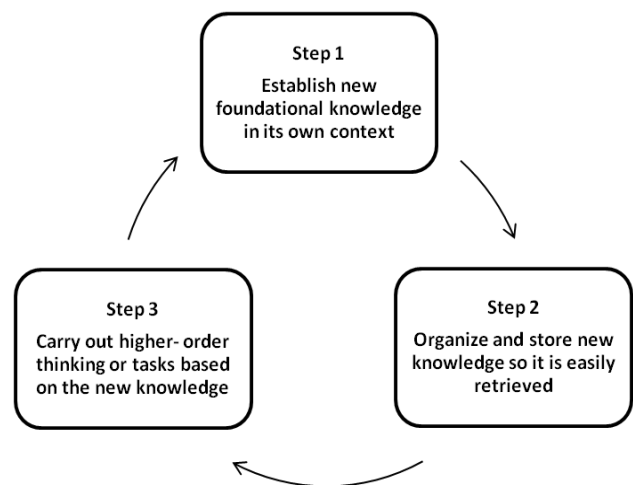 Step 1
Establish new
foundational knowledge
in its own context
Step 2
Organize and store new
knowledge so it is easily
retrieved
Step 3
Carry out higher- order
thinking or tasks based
on the new knowledge